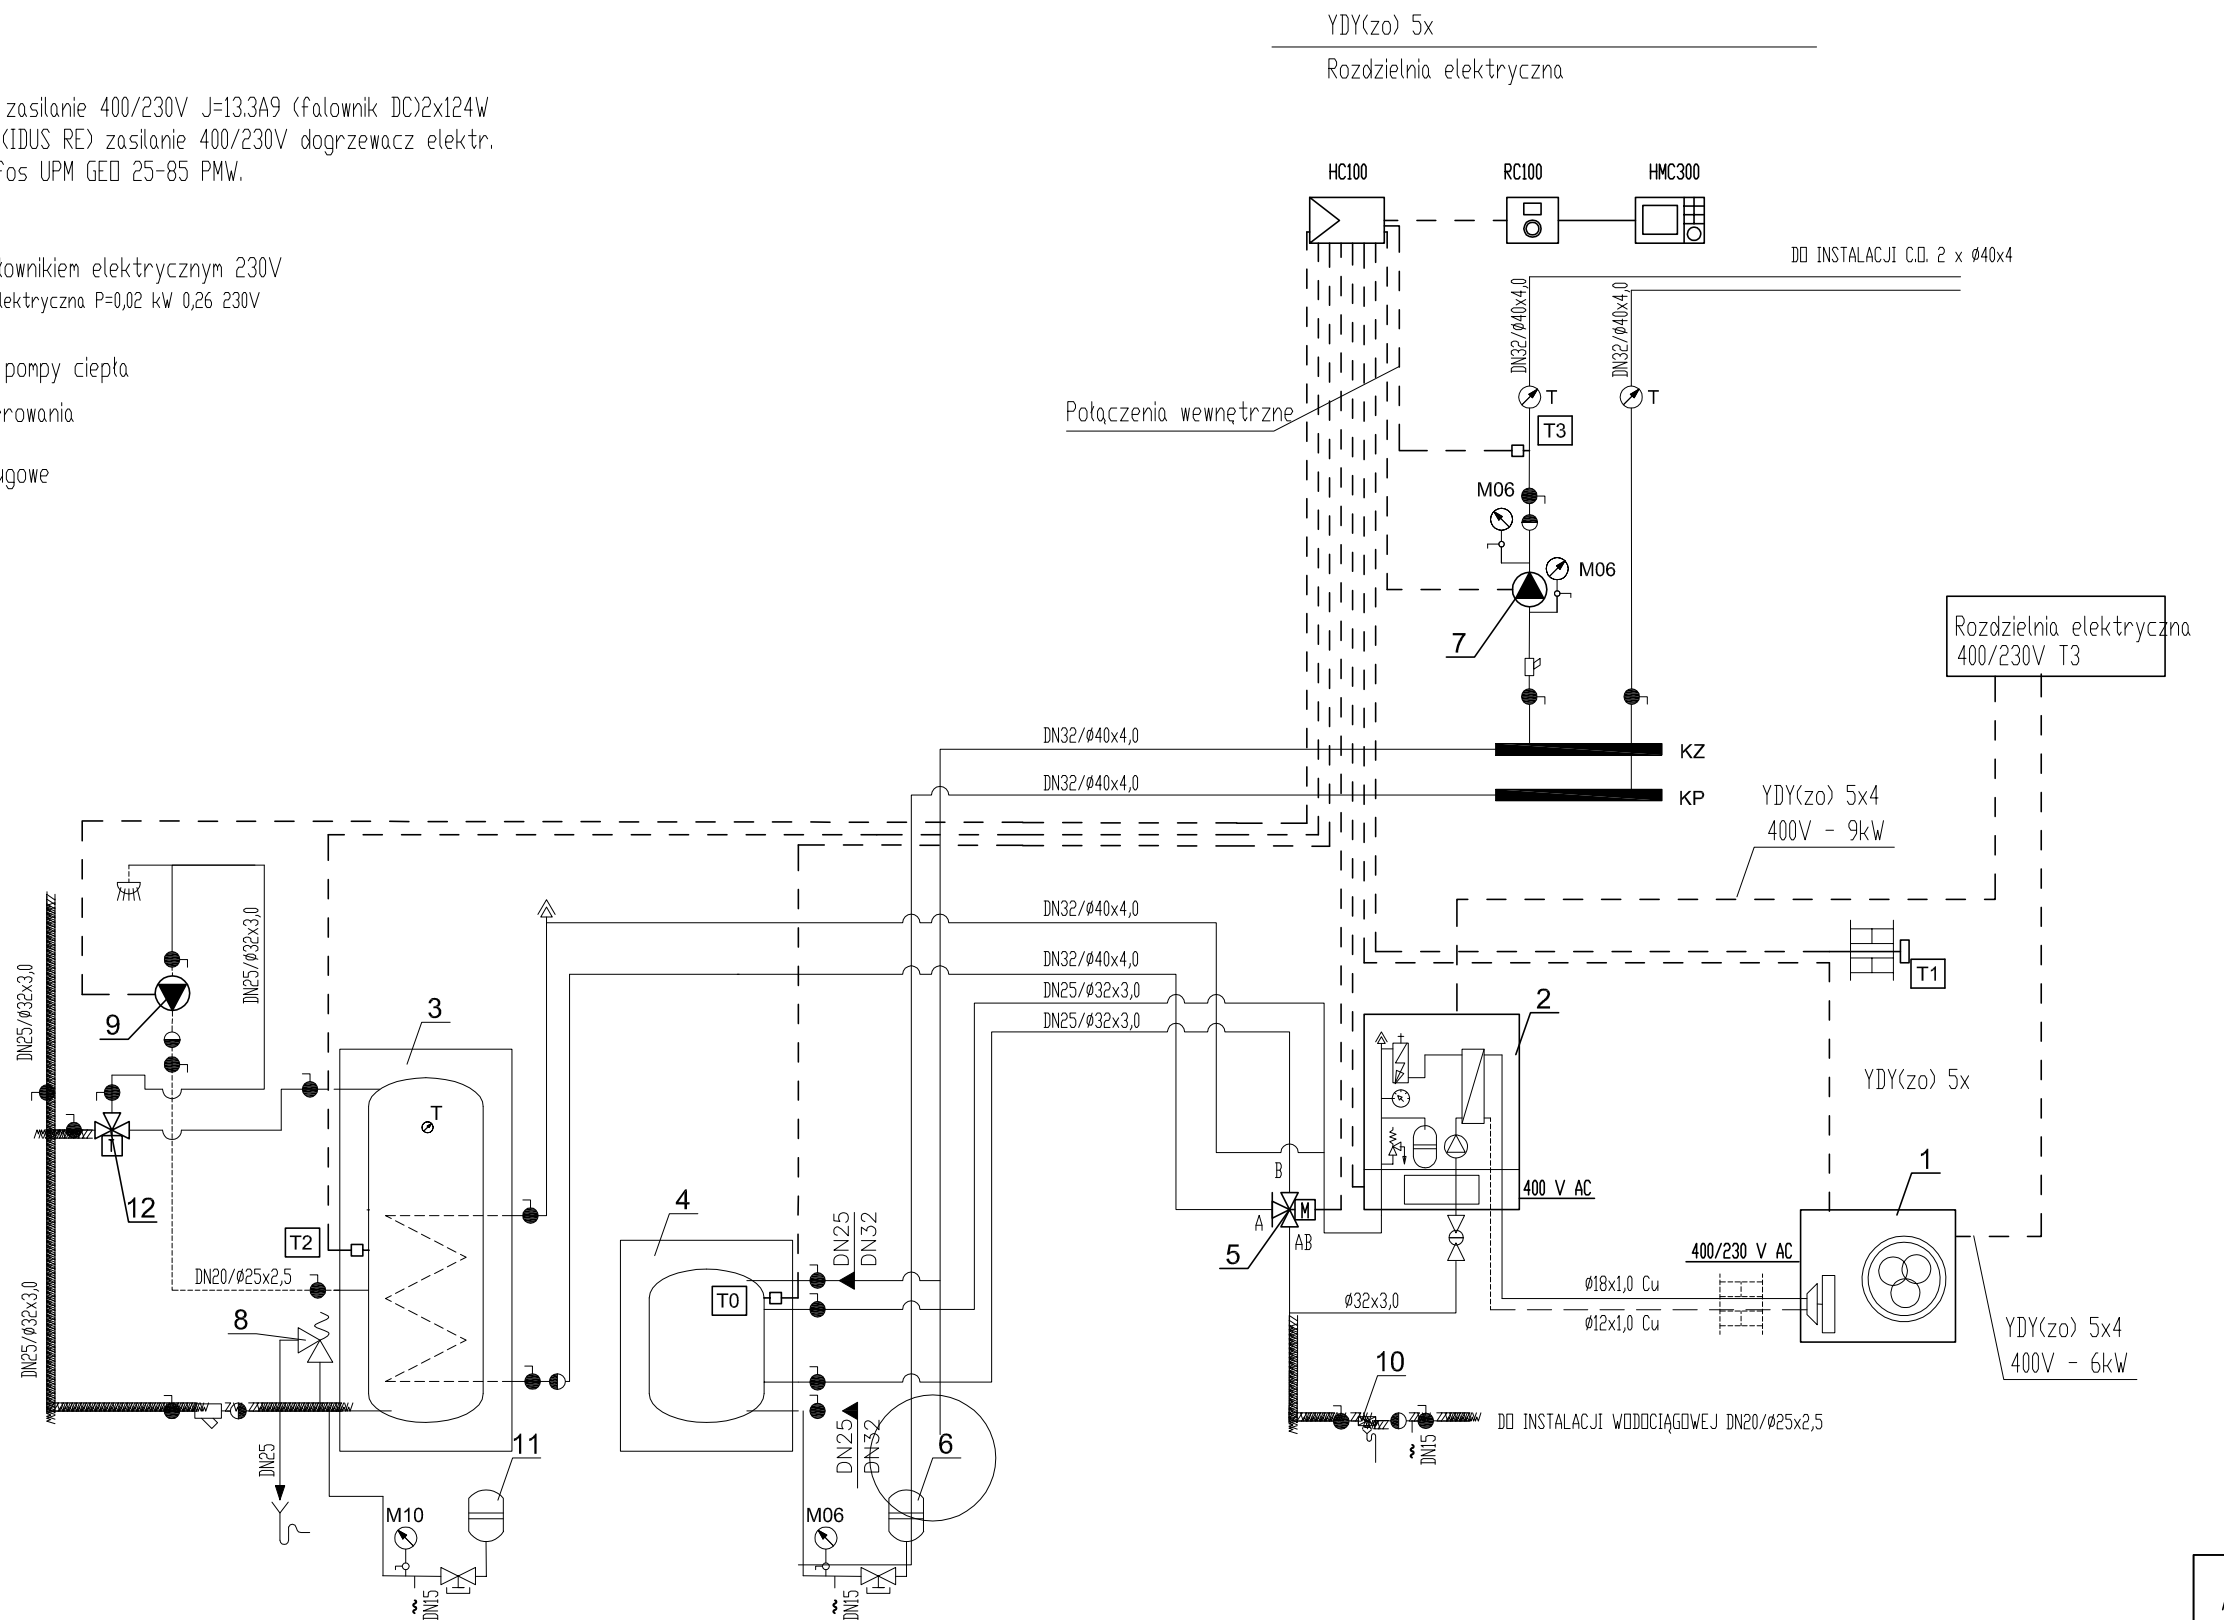 YDY(zo) 5x
Rozdzielnia elektryczna
zasilanie 400/230V J=13.3A9 (falownik DC)2x124W
(IDUS RE) zasilanie 400/230V dogrzewacz elektr.
fos UPM GEO 25-85 PMW.
łownikiem elektrycznym 230V
lektryczna P=0,02 kW 0,26 230V
pompy ciepła
rowania
ugowe
HC100
RC100
HMC300
DO INSTALACJI C.O. 2 x Ø40x4
DN32/Ø40x4,0
DN32/Ø40x4,0
T
T
T3
Połączenia wewnętrzne
M06
M06
7
Rozdzielnia elektryczna
400/230V T3
DN32/Ø40x4,0
KZ
DN32/Ø40x4,0
KP
YDY(zo) 5x4
400V - 9kW
DN32/Ø40x4,0
DN32/Ø40x4,0
DN25/Ø32x3,0
DN25/Ø32x3,0
T1
DN25/Ø32x3,0
DN25/Ø32x3,0
9
3
2
YDY(zo) 5x
T
T
12
B
A
M
AB
5
400 V AC
1
4
T2
DN20/Ø25x2,5
T0
DN25
DN32
400/230 V AC
Ø18x1,0 Cu
Ø12x1,0 Cu
Ø32x3,0
8
DN25/Ø32x3,0
YDY(zo) 5x4
400V - 6kW
10
DO INSTALACJI WODOCIĄGOWEJ DN20/Ø25x2,5
DN15
DN25
11
DN25
DN32
6
M10
M06
DN15
DN15